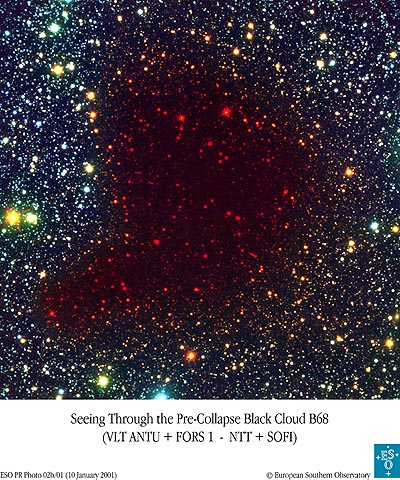 Seeing Through the Pre-Collapse Black Cloud B68
(VLT ANTU + FORS 1 - NTT + SOFI)
ESO PR Photo 02b/01 (10 January 2001)
© European Southern Observatory
ESO